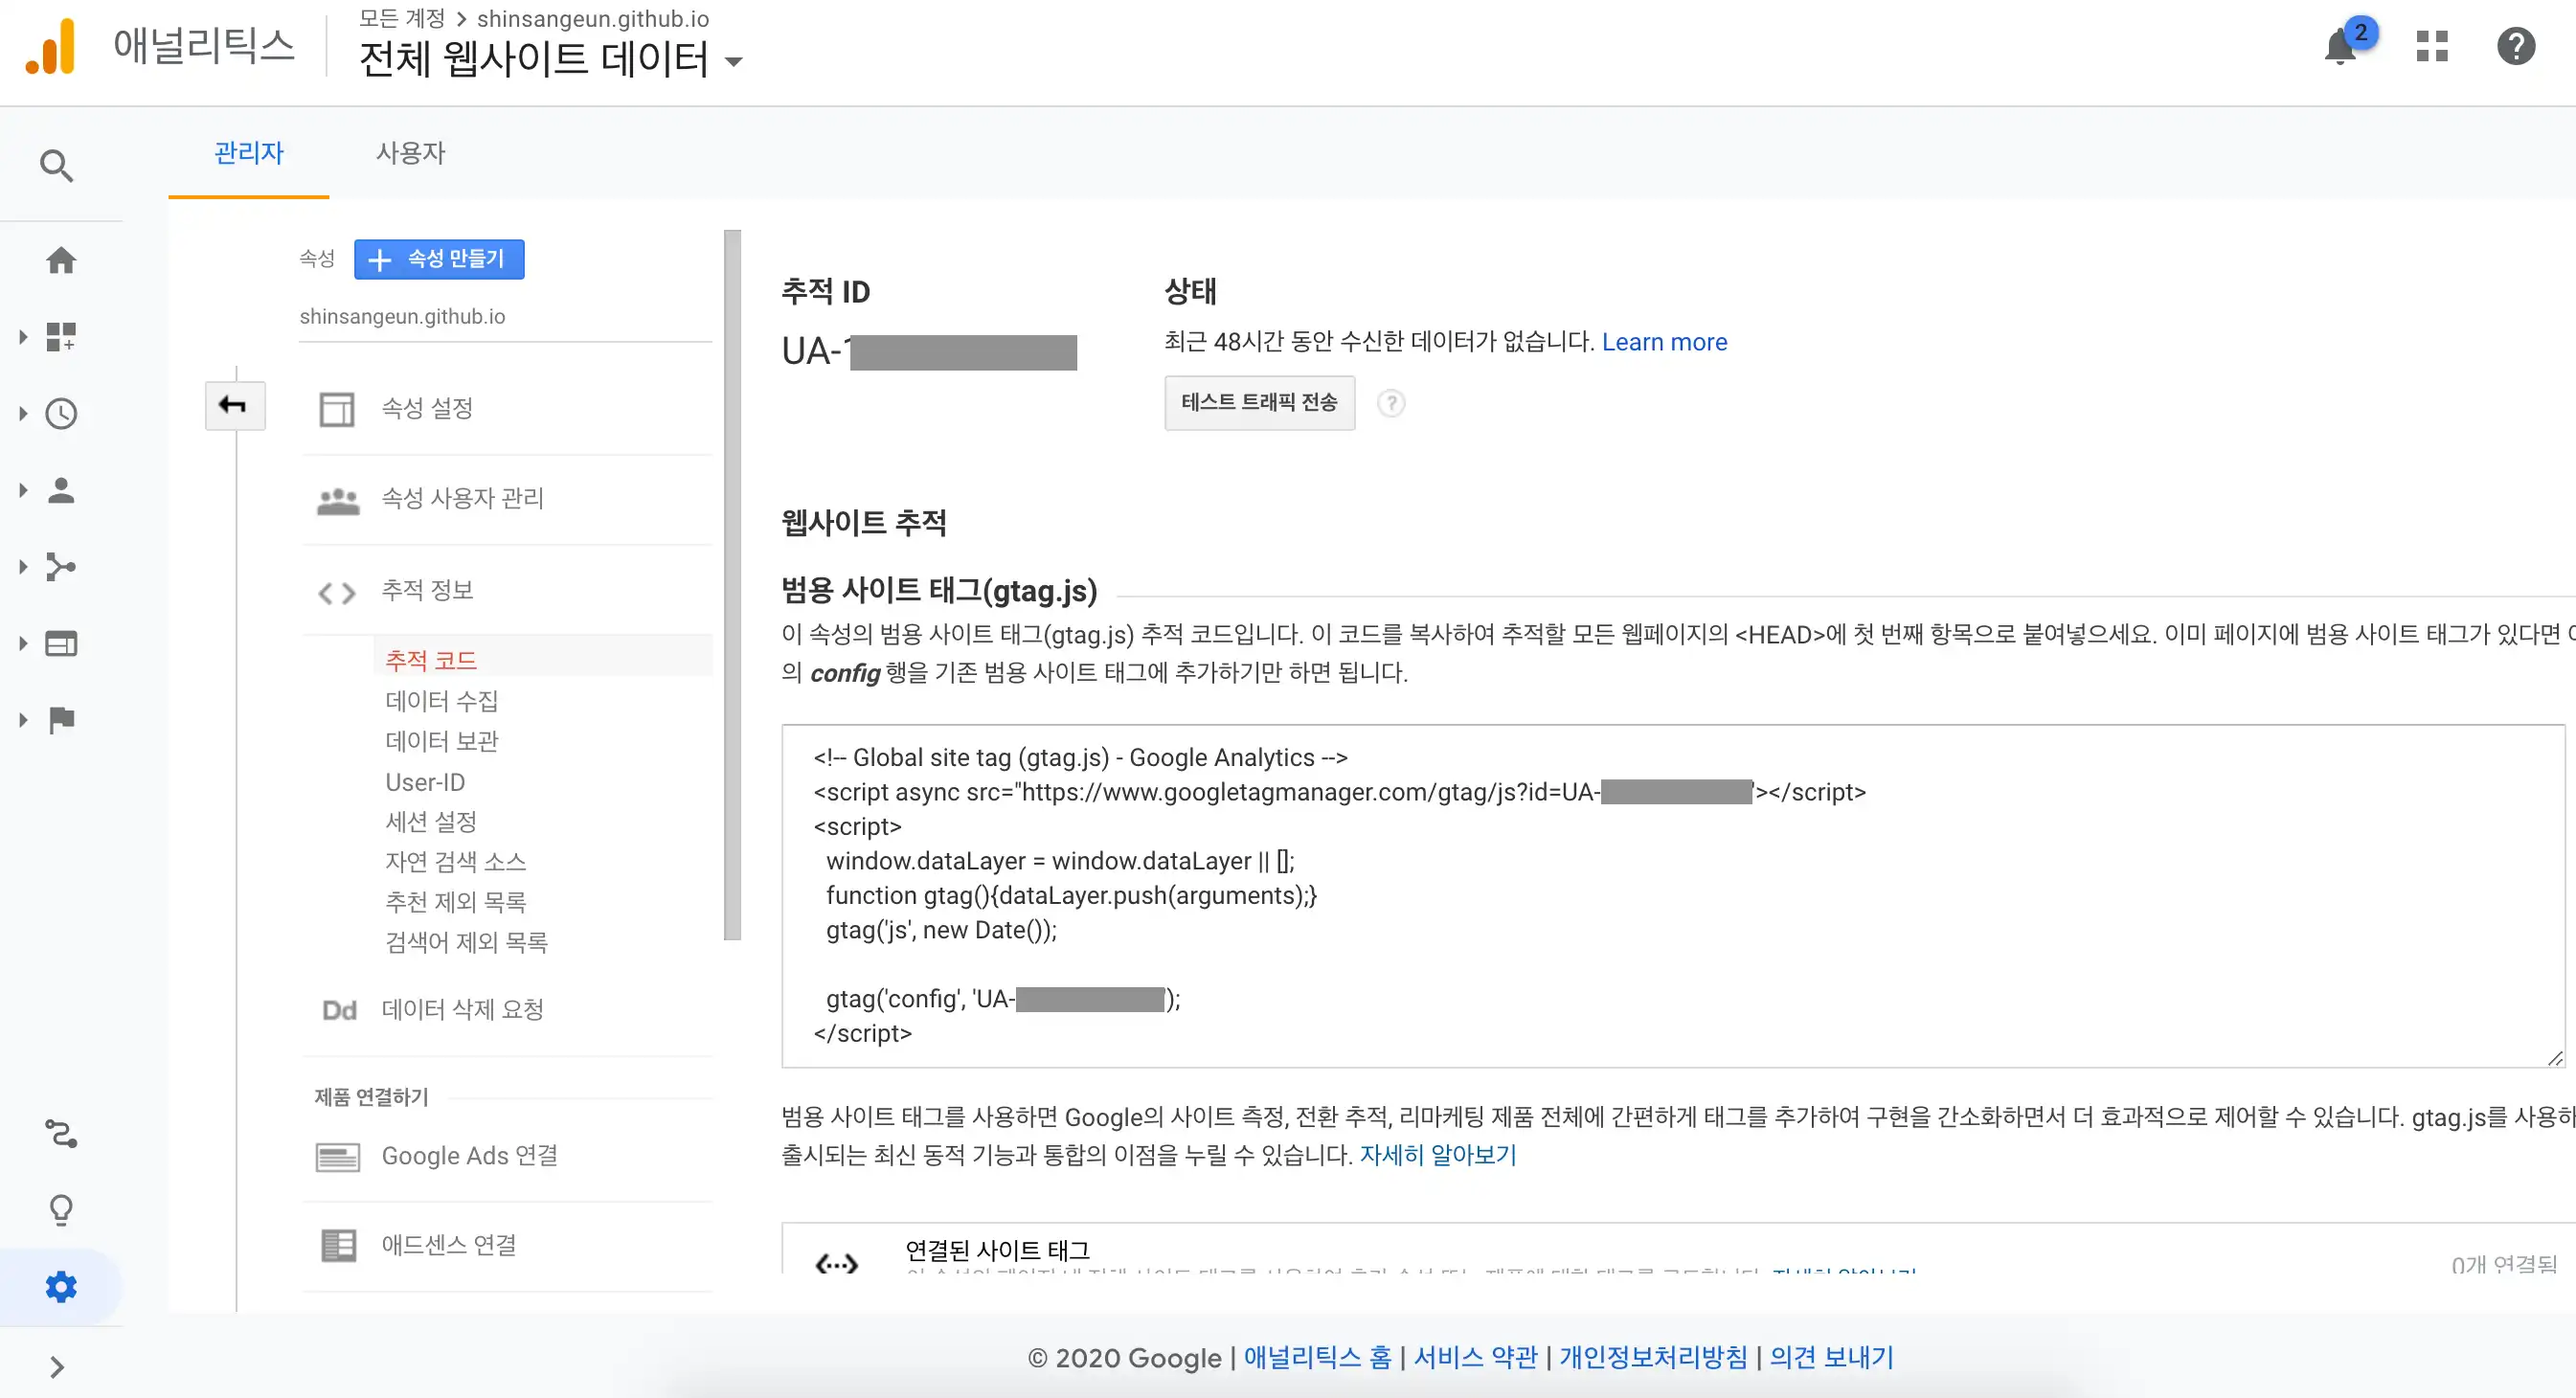 애널리틱스
모든 계정 > shinsangeun.github.io
전체 웹사이트 데이터
2
관리자
사용자
속성
속성 만들기
shinsangeun.github.io
속성 설정
속성 사용자 관리
추적 정보
추적 코드
데이터 수집
데이터 보관
User-ID
세션 설정
자연 검색 소스
추천 제외 목록
검색어 제외 목록
Dd 데이터 삭제 요청
제품 연결하기
Google Ads 연결
애드센스 연결
추적 ID
UA-
상태
최근 48시간 동안 수신한 데이터가 없습니다. Learn more
테스트 트래픽 전송
?
웹사이트 추적
범용 사이트 태그(gtag.js)
이 속성의 범용 사이트 태그(gtag.js) 추적 코드입니다. 이 코드를 복사하여 추적할 모든 웹페이지의 <HEAD>에 첫 번째 항목으로 붙여넣으세요. 이미 페이지에 범용 사이트 태그가 있다면
의 config 행을 기존 범용 사이트 태그에 추가하기만 하면 됩니다.
<!-- Global site tag (gtag.js) - Google Analytics -->
<script async src="https://www.googletagmanager.com/gtag/js?id=UA- "></script>
<script>
window.dataLayer = window.dataLayer || [];
function gtag(){dataLayer.push(arguments);}
gtag('js', new Date());
gtag('config', 'UA- ');
</script>
범용 사이트 태그를 사용하면 Google의 사이트 측정, 전환 추적, 리마케팅 제품 전체에 간편하게 태그를 추가하여 구현을 간소화하면서 더 효과적으로 제어할 수 있습니다. gtag.js를
출시되는 최신 동적 기능과 통합의 이점을 누릴 수 있습니다. 자세히 알아보기
연결된 사이트 태그
0개 연결됨
© 2020 Google | 애널리틱스 홈 | 서비스 약관 | 개인정보처리방침 | 의견 보내기